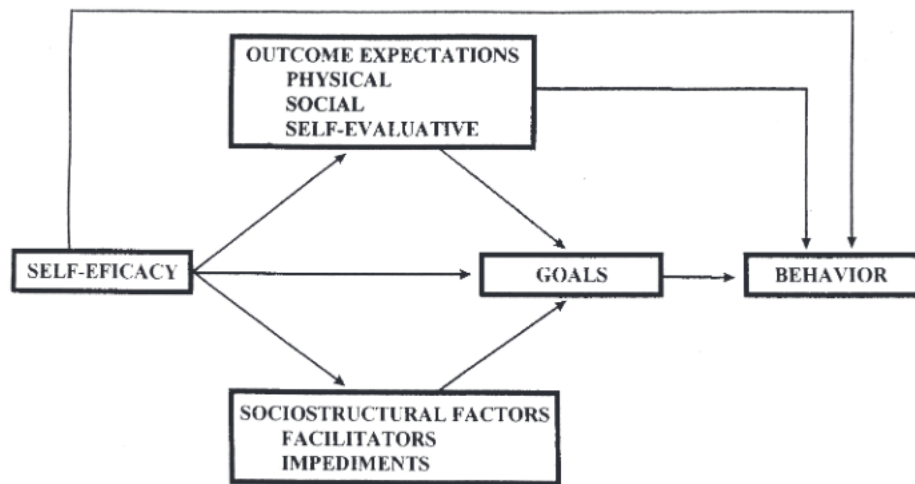 OUTCOME EXPECTATIONS
PHYSICAL
SOCIAL
SELF-EVALUATIVE
SELF-EFICACY
GOALS
BEHAVIOR
SOCIOSTRUCTURAL FACTORS
FACILITATORS
IMPEDIMENTS